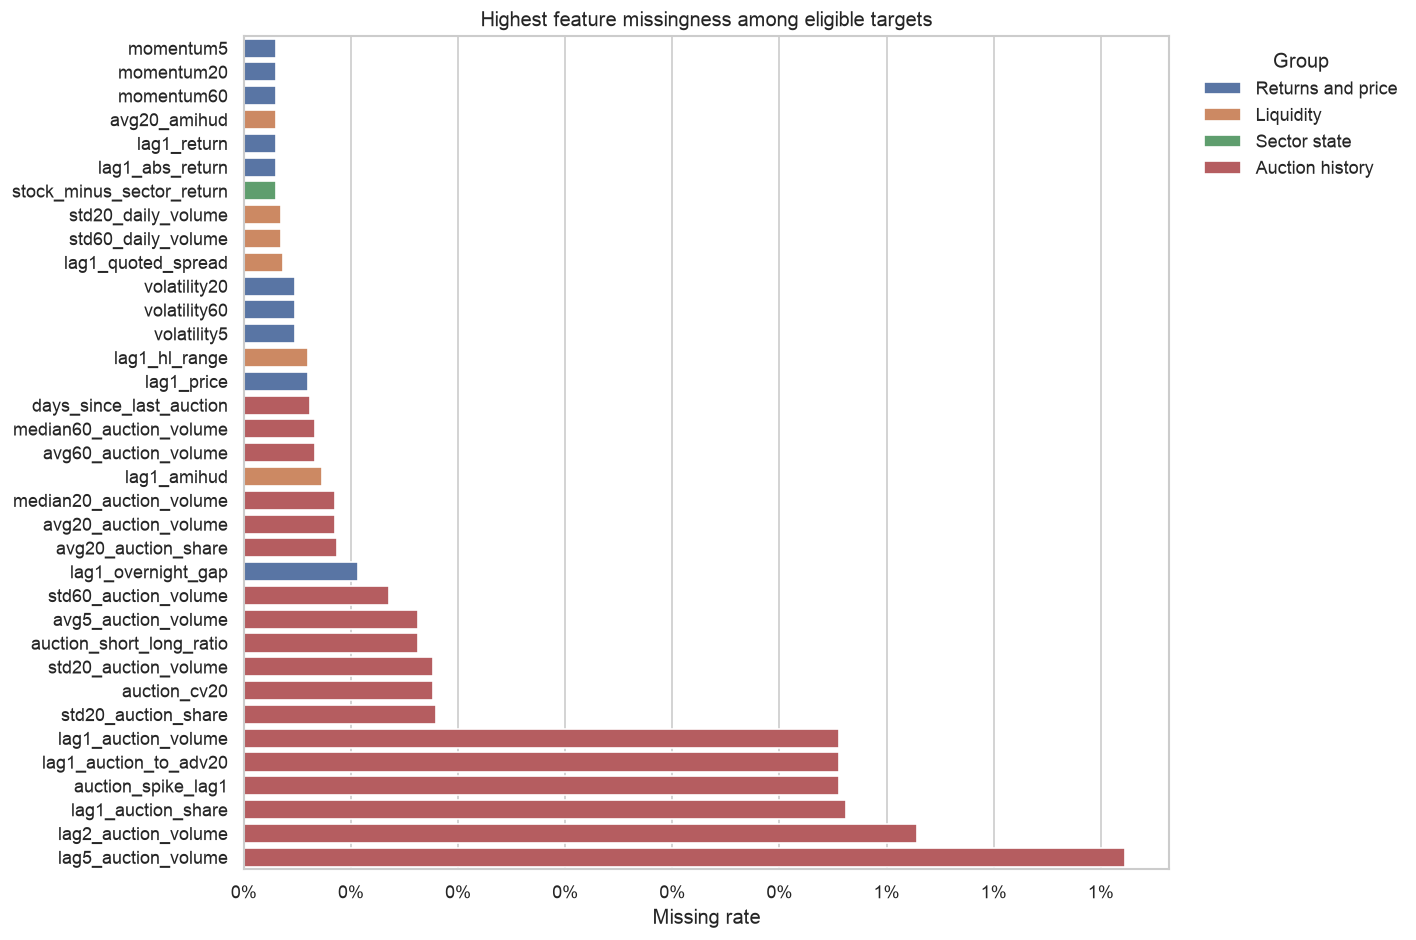 Highest feature missingness among eligible targets
momentum5
momentum20
momentum60
avg20_amihud
lag1_return
lag1_abs_return
stock_minus_sector_return
std20_daily_volume
std60_daily_volume
lag1_quoted_spread
volatility20
volatility60
volatility5
lag1_hl_range
lag1_price
days_since_last_auction
median60_auction_volume
avg60_auction_volume
lag1_amihud
median20_auction_volume
avg20_auction_volume
avg20_auction_share
lag1_overnight_gap
std60_auction_volume
avg5_auction_volume
auction_short_long_ratio
std20_auction_volume
auction_cv20
std20_auction_share
lag1_auction_volume
lag1_auction_to_adv20
auction_spike_lag1
lag1_auction_share
lag2_auction_volume
lag5_auction_volume
0% 0% 0% 0% 0% 0% 1% 1% 1%
Missing rate
Group
Returns and price
Liquidity
Sector state
Auction history